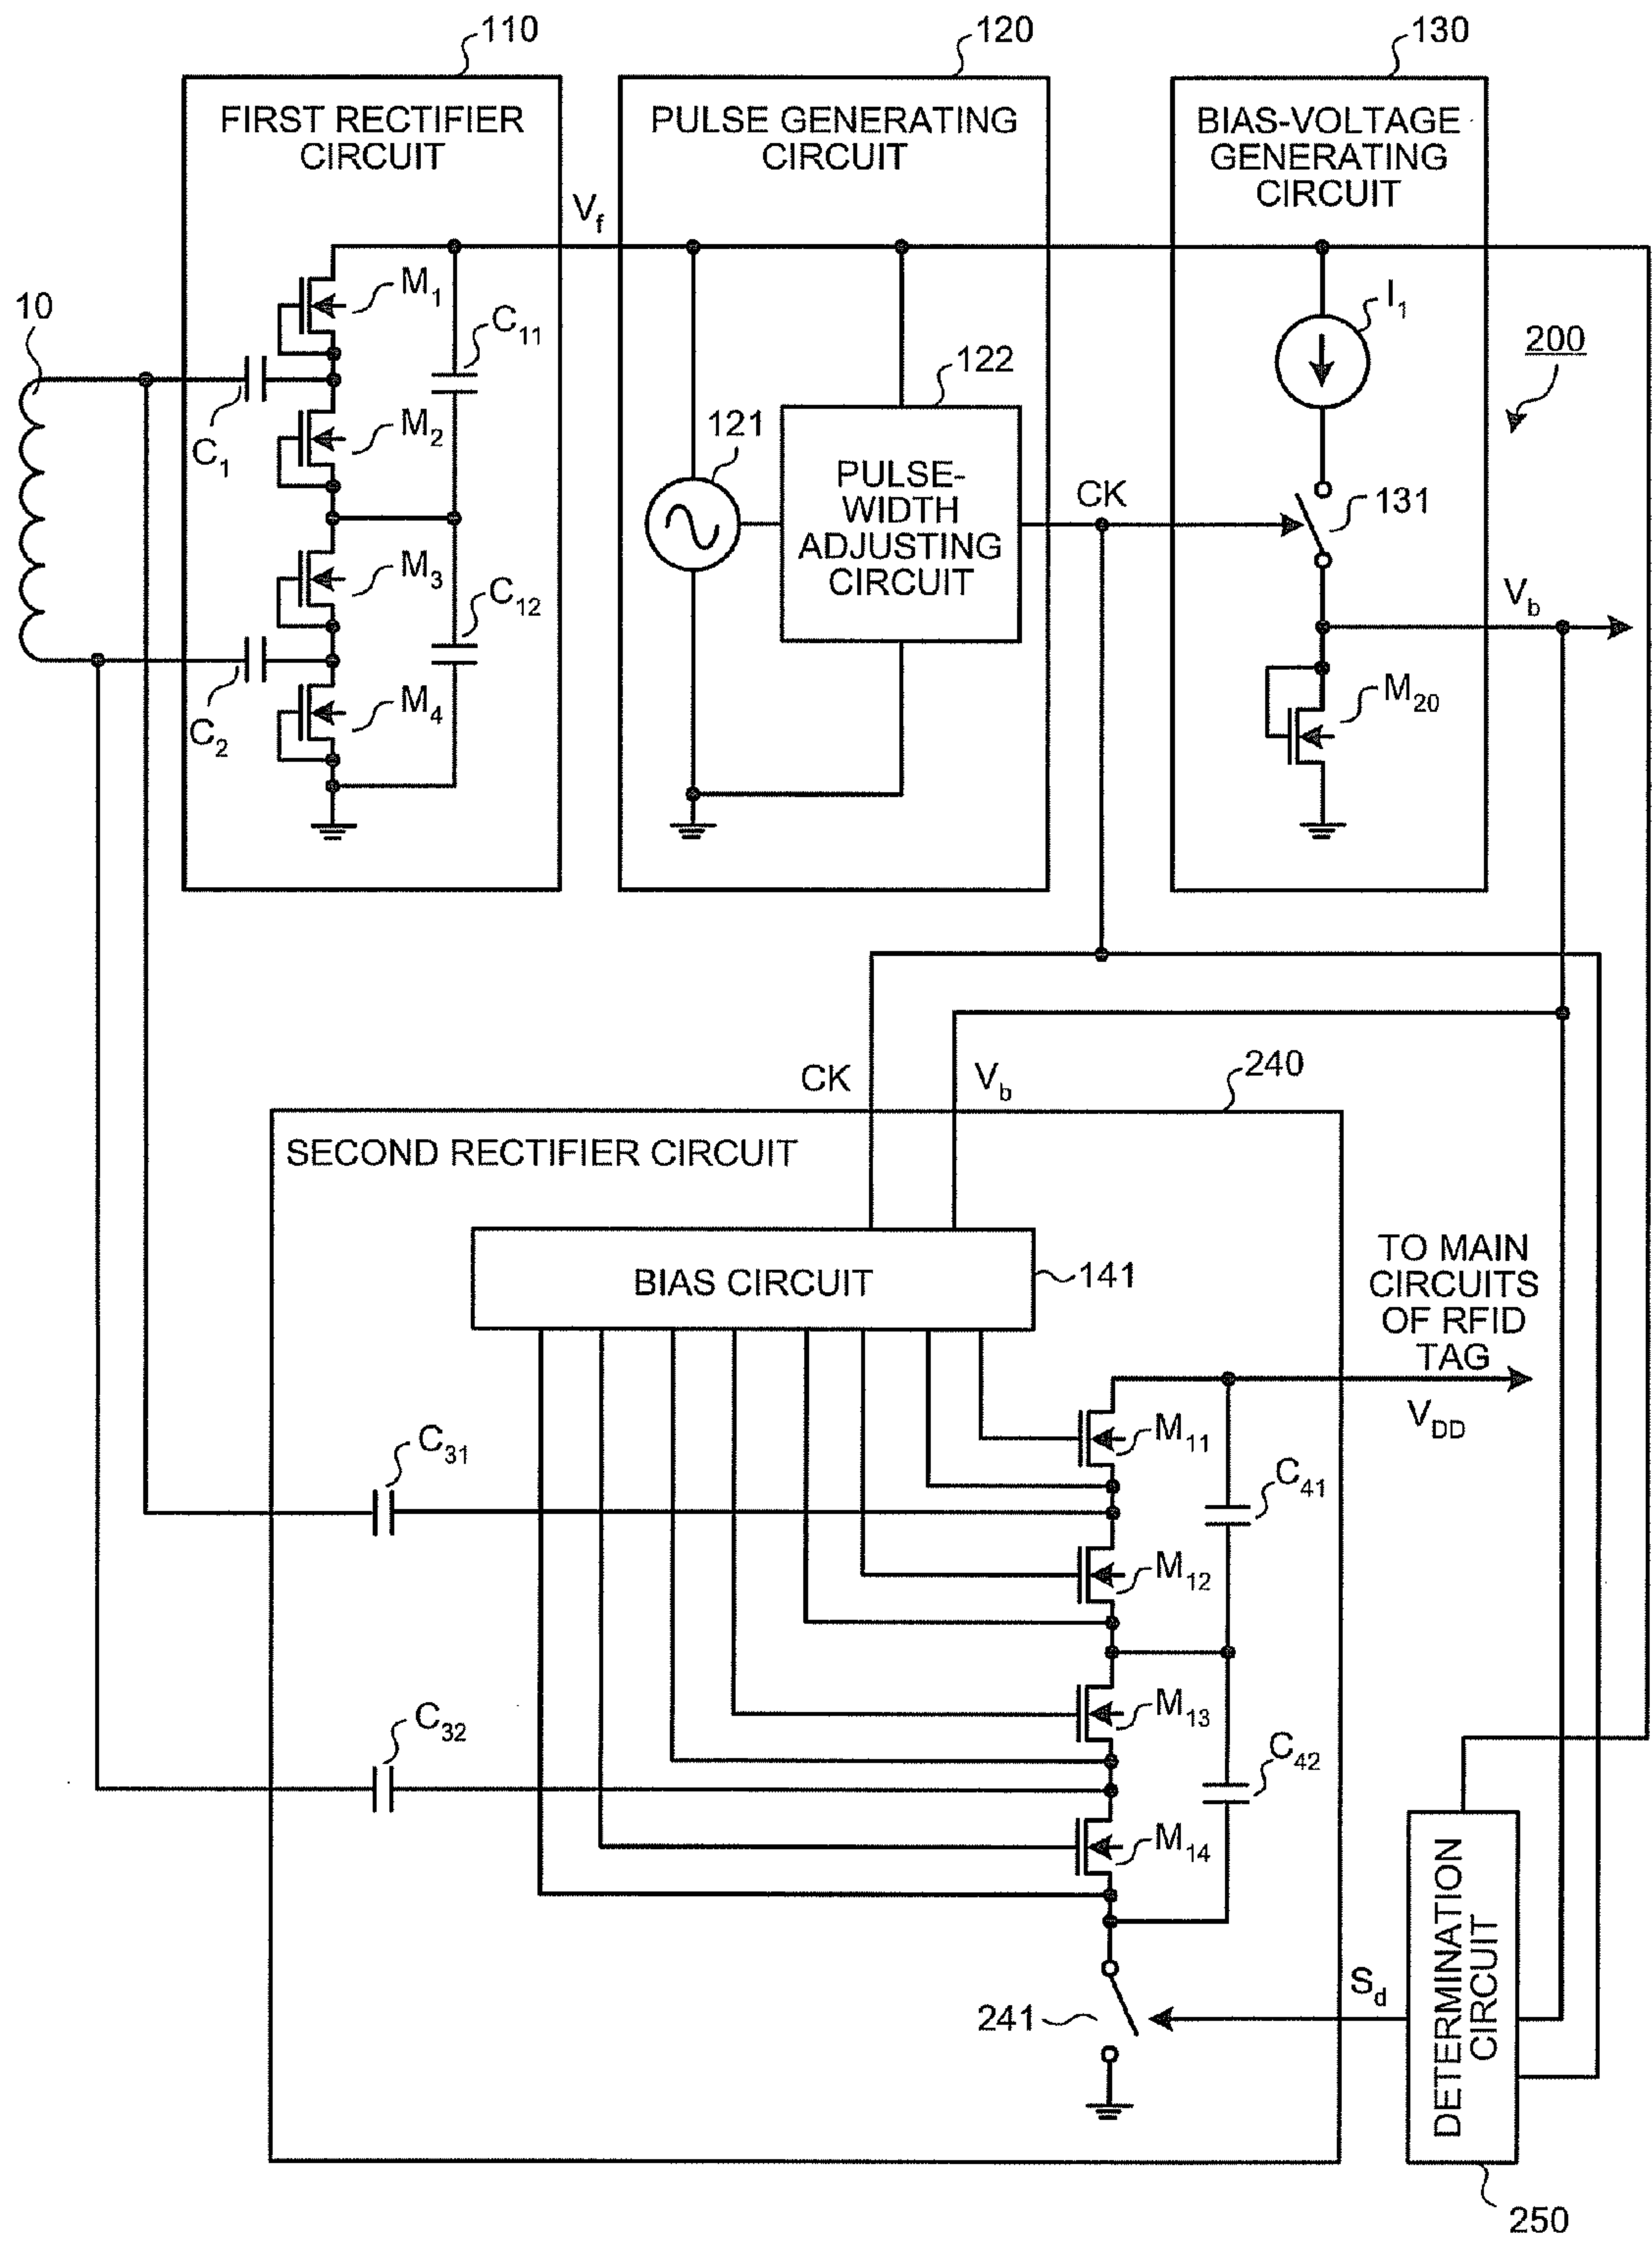 110
120
130
FIRST RECTIFIER
CIRCUIT
PULSE GENERATING
CIRCUIT
BIAS-VOLTAGE
GENERATING
CIRCUIT
Vf
10
M1
C11
I1
200
122
C1
M2
121
PULSE-
WIDTH
ADJUSTING
CIRCUIT
CK
131
M3
C12
Vb
C2
M4
M20
240
CK
Vb
SECOND RECTIFIER CIRCUIT
BIAS CIRCUIT
141
TO MAIN
CIRCUITS
OF RFID
TAG
VDD
C31
M11
C41
M12
C32
M13
C42
M14
241
Sd
DETERMINATION
CIRCUIT
250